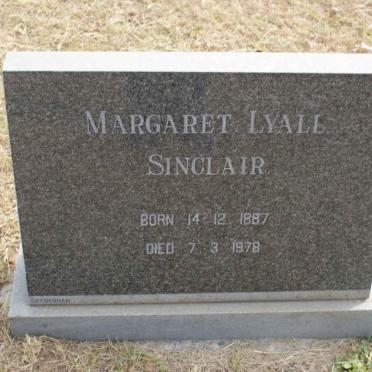 MARGARET LYALL
SINCLAIR
BORN 14. 12. 1887
DIED 7. 3. 1978